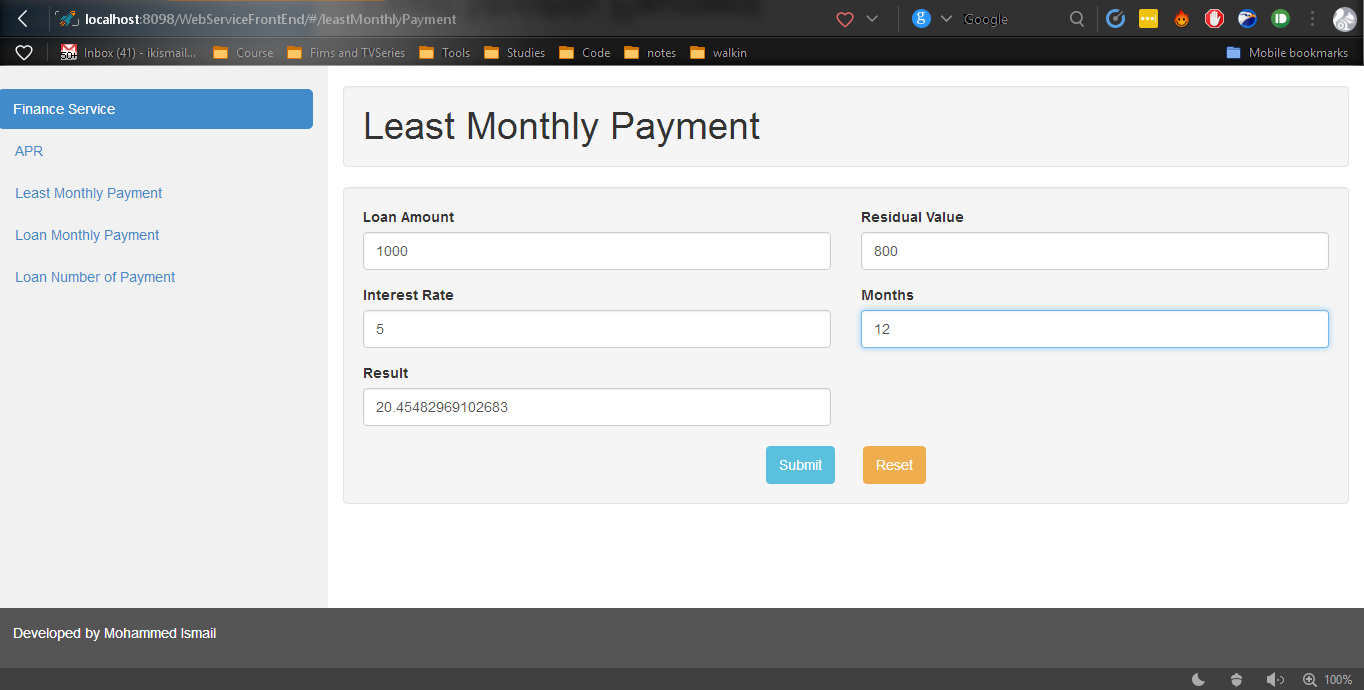 localhost:8098/WebServiceFrontEnd/#/leastMonthlyPayment
g Google
50+ Inbox (41) - ikismail... Course Fims and TVSeries Tools Studies Code notes walkin Mobile bookmarks
Finance Service
APR
Least Monthly Payment
Loan Monthly Payment
Loan Number of Payment
Least Monthly Payment
Loan Amount Residual Value
1000 800
Interest Rate Months
5 12
Result
20.45482969102683
Submit Reset
Developed by Mohammed Ismail
100%